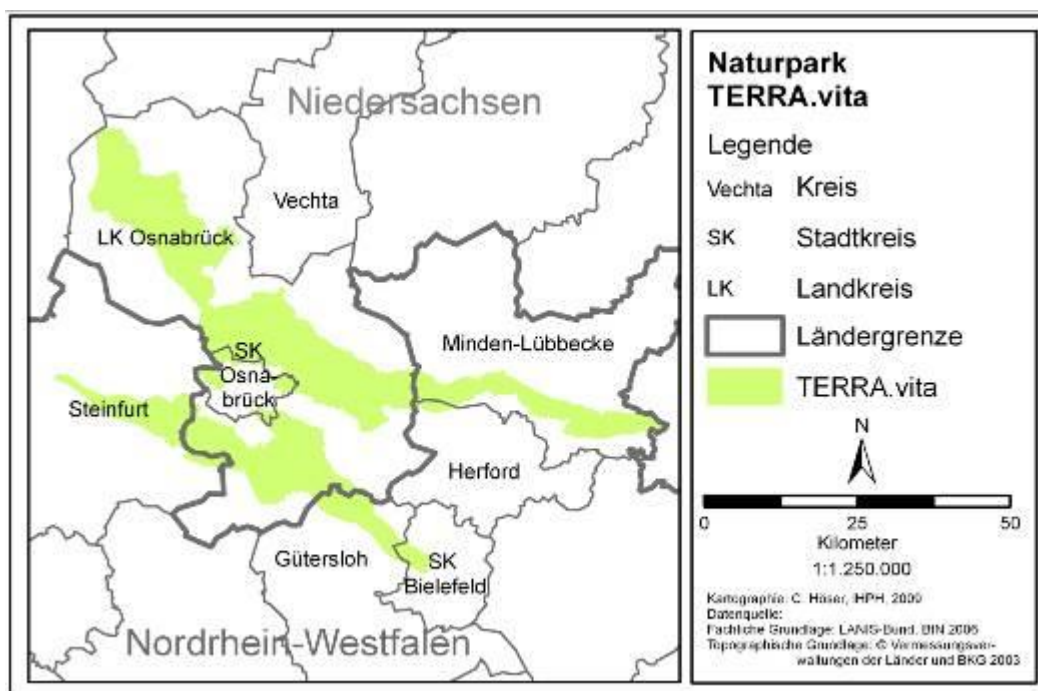 Niedersachsen
Vechta
LK Osnabrück
Minden-Lübbecke
SK
Osna-
brück
Steinfurt
Herford
Gütersloh
SK
Bielefeld
Nordrhein-Westfalen
Naturpark
TERRA.vita
Legende
Vechta Kreis
SK Stadtkreis
LK Landkreis
Ländergrenze
TERRA.vita
N
0 25 50
Kilometer
1:1.250.000
Kartographie: C. Höser, IHPH, 2009
Datenquelle:
Fachliche Grundlage: LANIS-Bund, BfN 2006
Topographische Grundlage: © Vermessungsver-
waltungen der Länder und BKG 2003